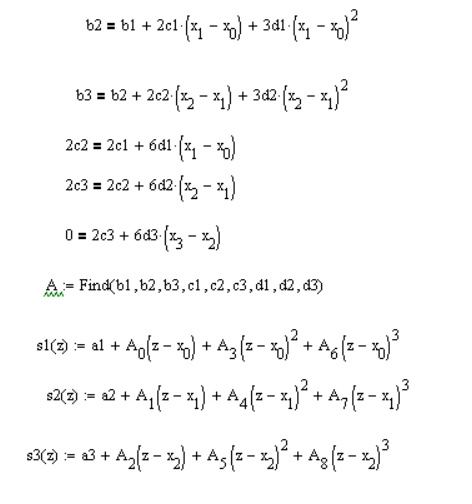 b2 = b1 + 2c1·(x₁ − x₀) + 3d1·(x₁ − x₀)²
b3 = b2 + 2c2·(x₂ − x₁) + 3d2·(x₂ − x₁)²
2c2 = 2c1 + 6d1·(x₁ − x₀)
2c3 = 2c2 + 6d2·(x₂ − x₁)
0 = 2c3 + 6d3·(x₃ − x₂)
A := Find(b1,b2,b3,c1,c2,c3,d1,d2,d3)
s1(z) := a1 + A₀(z − x₀) + A₃(z − x₀)² + A₆(z − x₀)³
s2(z) := a2 + A₁(z − x₁) + A₄(z − x₁)² + A₇(z − x₁)³
s3(z) := a3 + A₂(z − x₂) + A₅(z − x₂)² + A₈(z − x₂)³